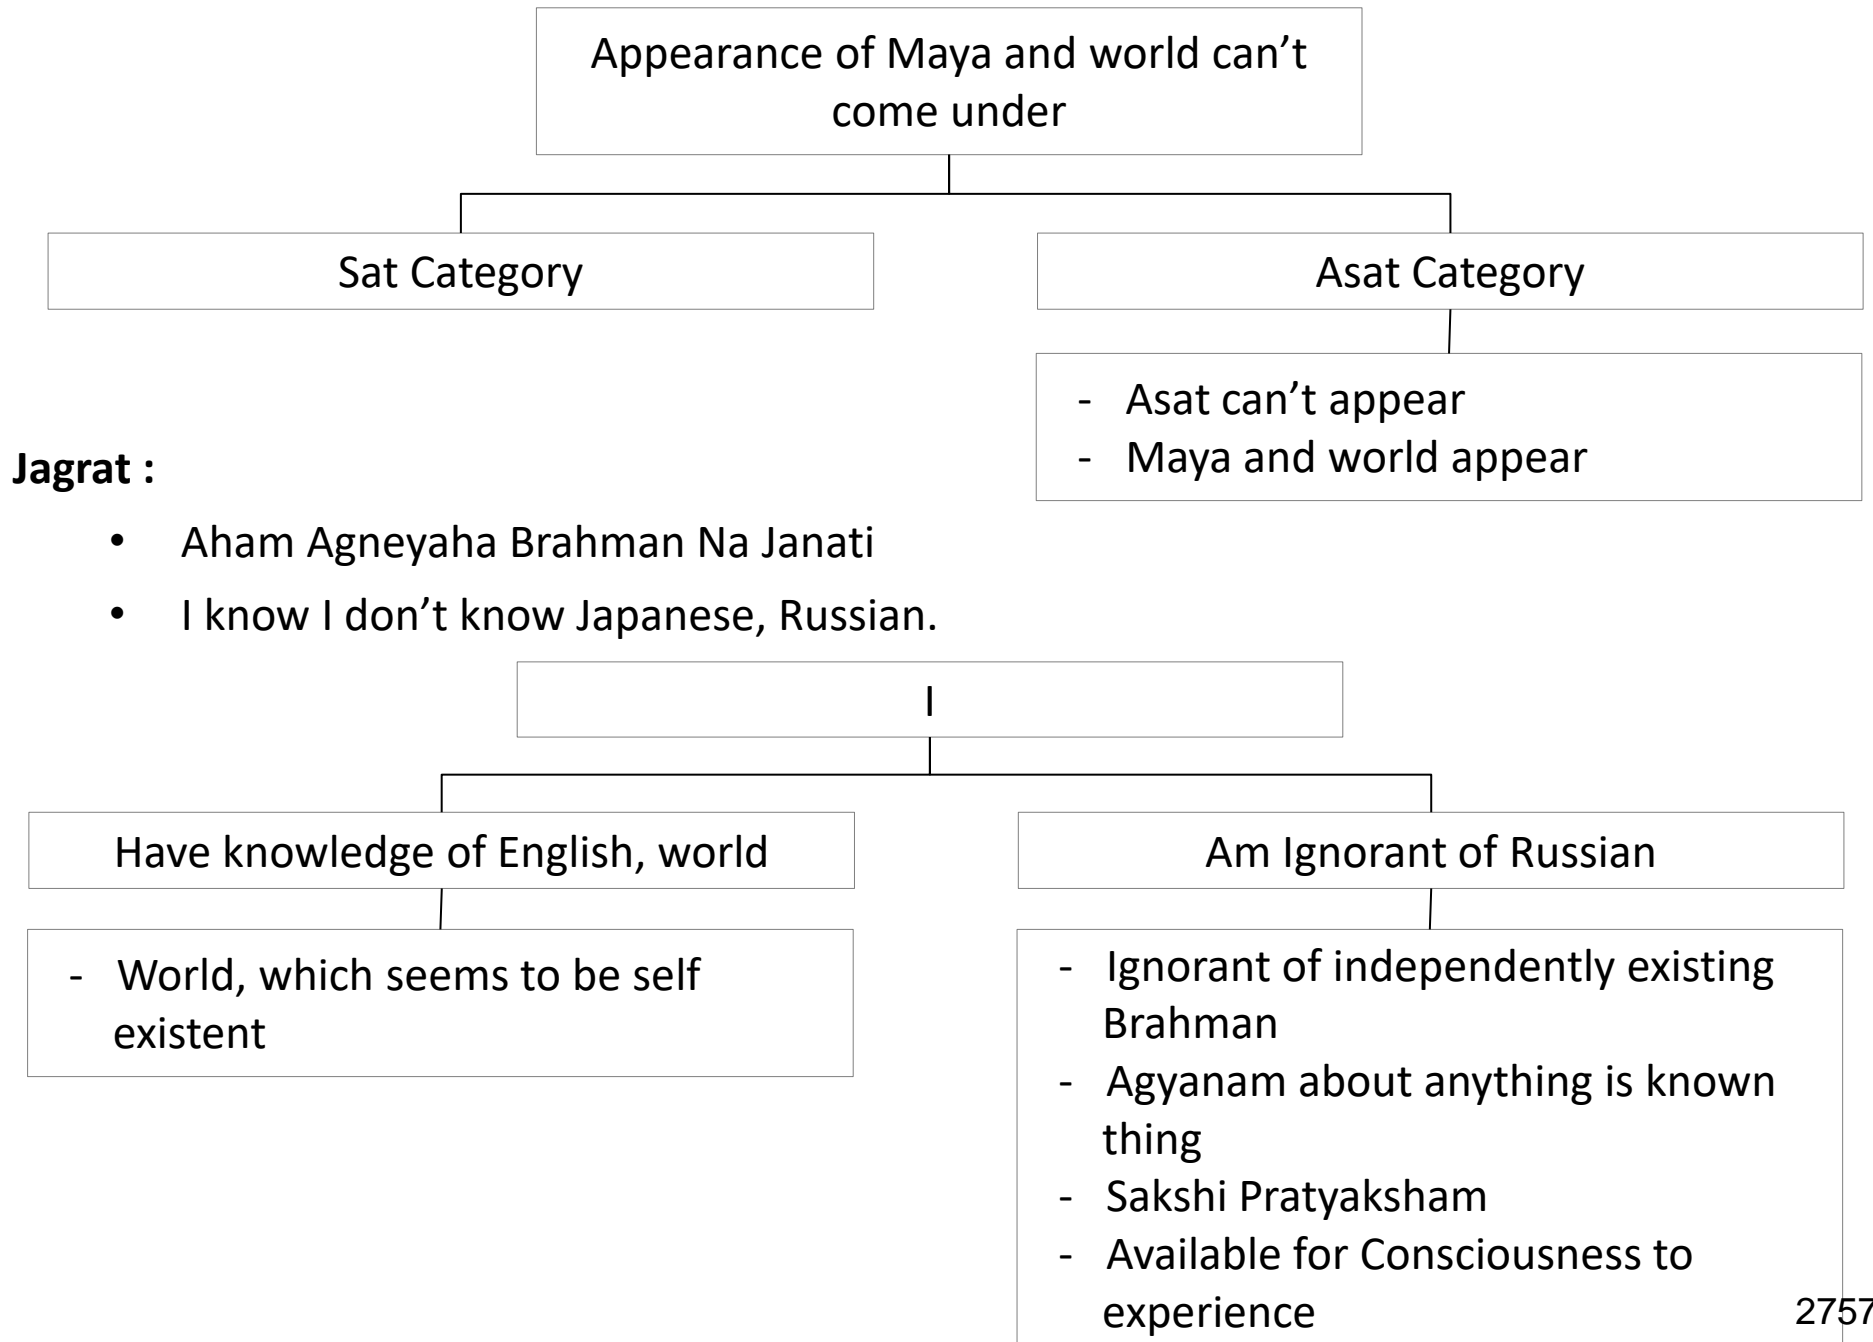 Appearance of Maya and world can’t
come under
Sat Category
Asat Category
- Asat can’t appear
- Maya and world appear
Jagrat :
• Aham Agneyaha Brahman Na Janati
• I know I don’t know Japanese, Russian.
I
Have knowledge of English, world
- World, which seems to be self
existent
Am Ignorant of Russian
- Ignorant of independently existing
Brahman
- Agyanam about anything is known
thing
- Sakshi Pratyaksham
- Available for Consciousness to
experience
2757